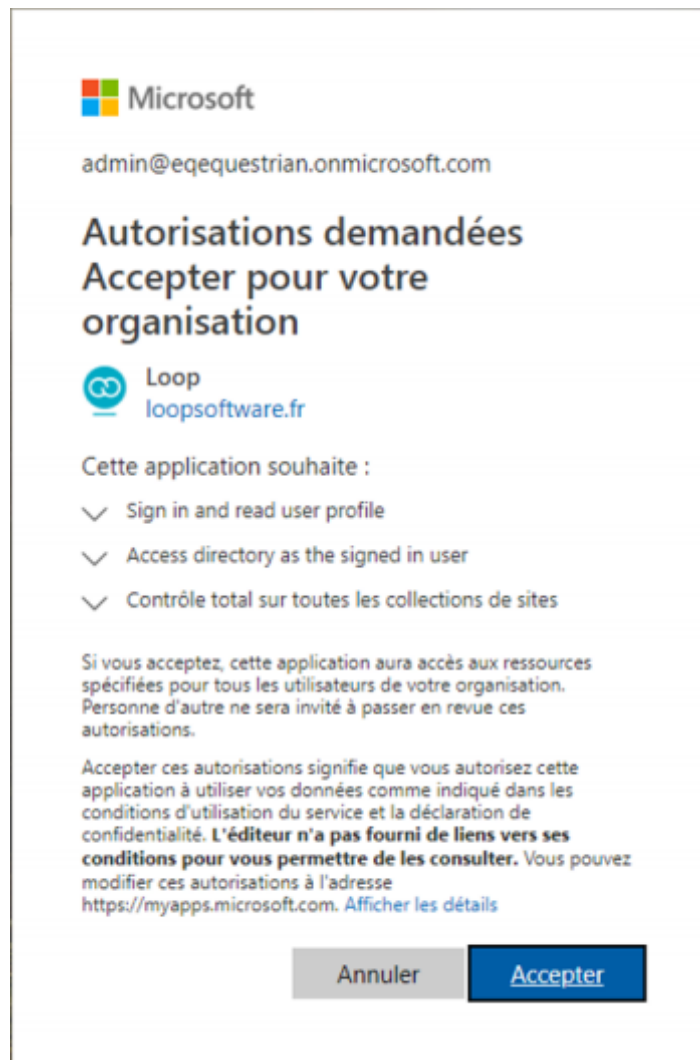 Microsoft
admin@eqequestrian.onmicrosoft.com
Autorisations demandées
Accepter pour votre
organisation
Loop
loopsoftware.fr
Cette application souhaite :
Sign in and read user profile
Access directory as the signed in user
Contrôle total sur toutes les collections de sites
Si vous acceptez, cette application aura accès aux ressources
spécifiées pour tous les utilisateurs de votre organisation.
Personne d'autre ne sera invité à passer en revue ces
autorisations.
Accepter ces autorisations signifie que vous autorisez cette
application à utiliser vos données comme indiqué dans les
conditions d'utilisation du service et la déclaration de
confidentialité. L'éditeur n'a pas fourni de liens vers ses
conditions pour vous permettre de les consulter. Vous pouvez
modifier ces autorisations à l'adresse
https://myapps.microsoft.com. Afficher les détails
Annuler
Accepter